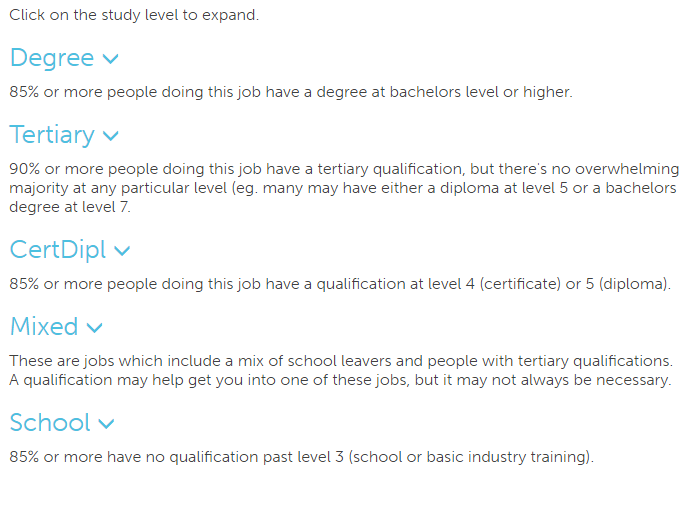 Click on the study level to expand.
Degree
85% or more people doing this job have a degree at bachelors level or higher.
Tertiary
90% or more people doing this job have a tertiary qualification, but there's no overwhelming
majority at any particular level (eg. many may have either a diploma at level 5 or a bachelors
degree at level 7.
CertDipl
85% or more people doing this job have a qualification at level 4 (certificate) or 5 (diploma).
Mixed
These are jobs which include a mix of school leavers and people with tertiary qualifications.
A qualification may help get you into one of these jobs, but it may not always be necessary.
School
85% or more have no qualification past level 3 (school or basic industry training).